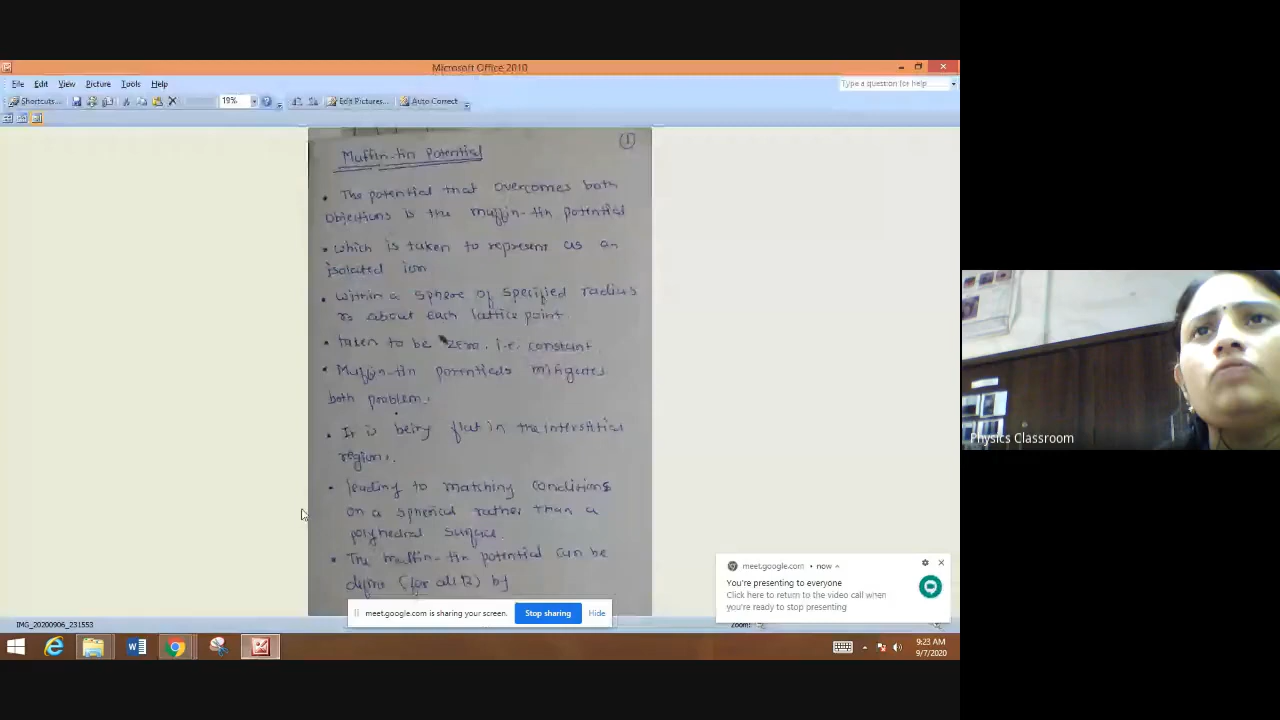 Microsoft Office 2010
File Edit View Picture Tools Help
Type a question for help
Shortcuts...
19%
Edit Pictures...
Auto Correct
1
Muffin-tin Potential
• The potential that overcomes both
objections is the muffin-tin potential
• which is taken to represent as an
isolated ion
• within a sphere of specified radius
rs about each lattice point.
• taken to be zero. i.e. constant
• Muffin-tin potentials mitigates
both problem.
• It is being flat in the interstitial
region.
• leading to matching conditions
on a spherical rather than a
polyhedral surface.
• The muffin-tin potential can be
define (for all R) by
meet.google.com is sharing your screen.
Stop sharing
Hide
meet.google.com • now
You're presenting to everyone
Click here to return to the video call when
you're ready to stop presenting
IMG_20200906_231553
Zoom:
9:23 AM
9/7/2020
Physics Classroom